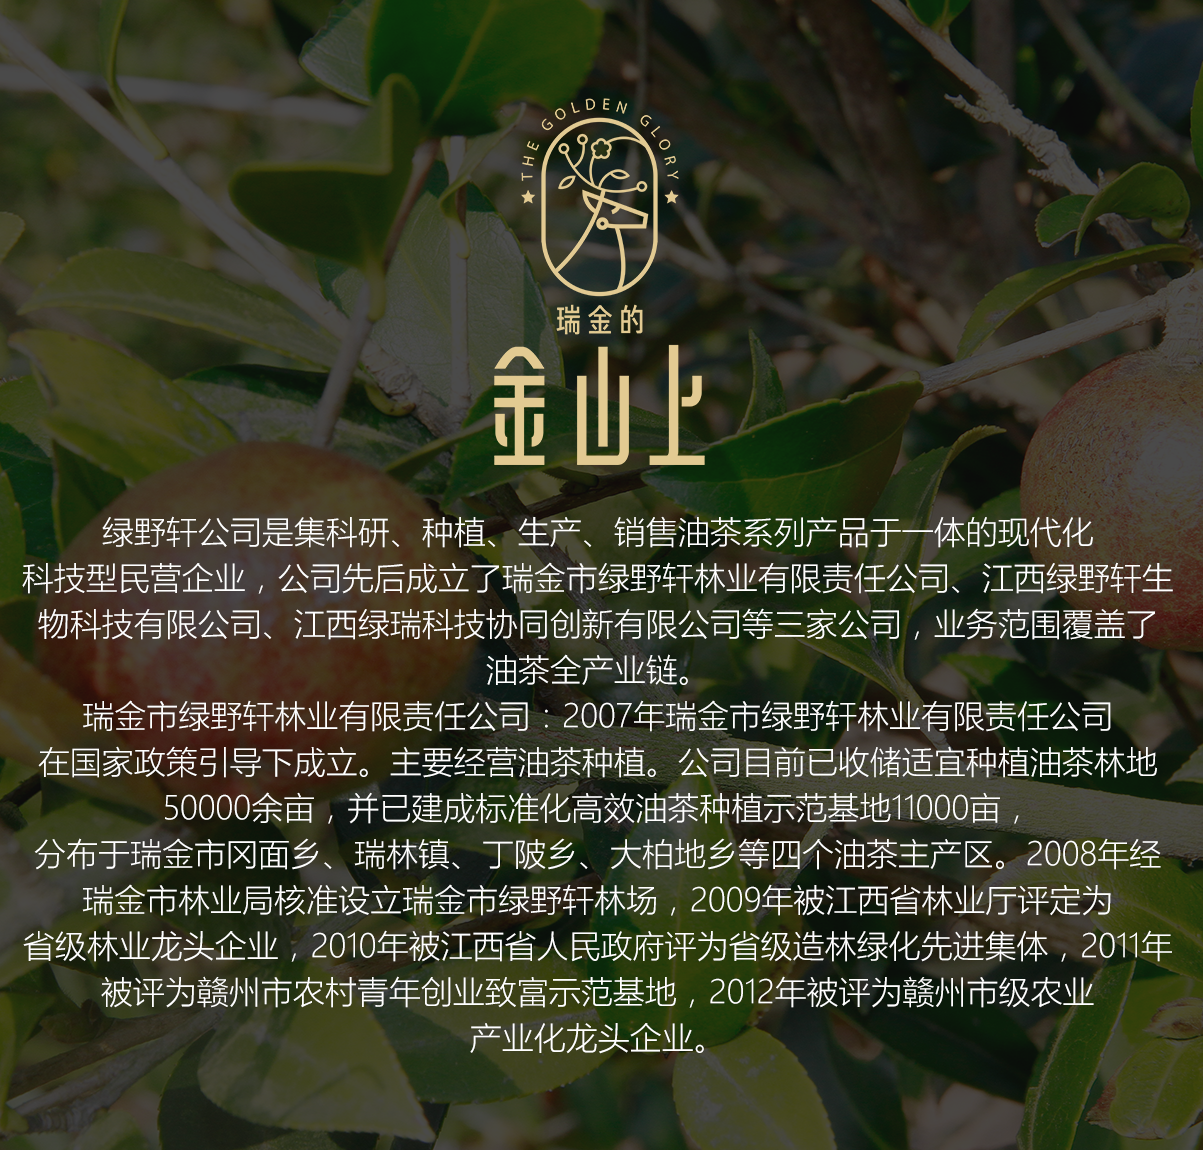 THE GOLDEN GLORY
瑞金的
金山上
绿野轩公司是集科研、种植、生产、销售油茶系列产品于一体的现代化
科技型民营企业，公司先后成立了瑞金市绿野轩林业有限责任公司、江西绿野轩生
物科技有限公司、江西绿瑞科技协同创新有限公司等三家公司，业务范围覆盖了
油茶全产业链。
瑞金市绿野轩林业有限责任公司：2007年瑞金市绿野轩林业有限责任公司
在国家政策引导下成立。主要经营油茶种植。公司目前已收储适宜种植油茶林地
50000余亩，并已建成标准化高效油茶种植示范基地11000亩，
分布于瑞金市冈面乡、瑞林镇、丁陂乡、大柏地乡等四个油茶主产区。2008年经
瑞金市林业局核准设立瑞金市绿野轩林场，2009年被江西省林业厅评定为
省级林业龙头企业，2010年被江西省人民政府评为省级造林绿化先进集体，2011年
被评为赣州市农村青年创业致富示范基地，2012年被评为赣州市级农业
产业化龙头企业。